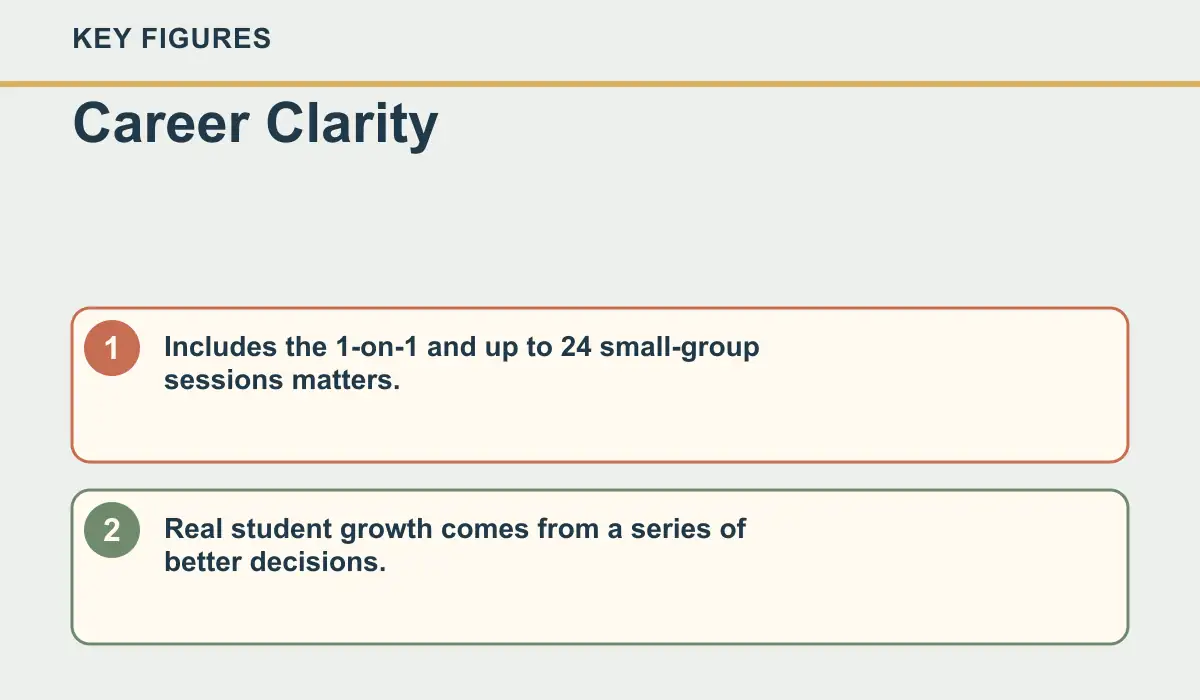 KEY FIGURES
Career Clarity
1
Includes the 1-on-1 and up to 24 small-group
sessions matters.
2
Real student growth comes from a series of
better decisions.